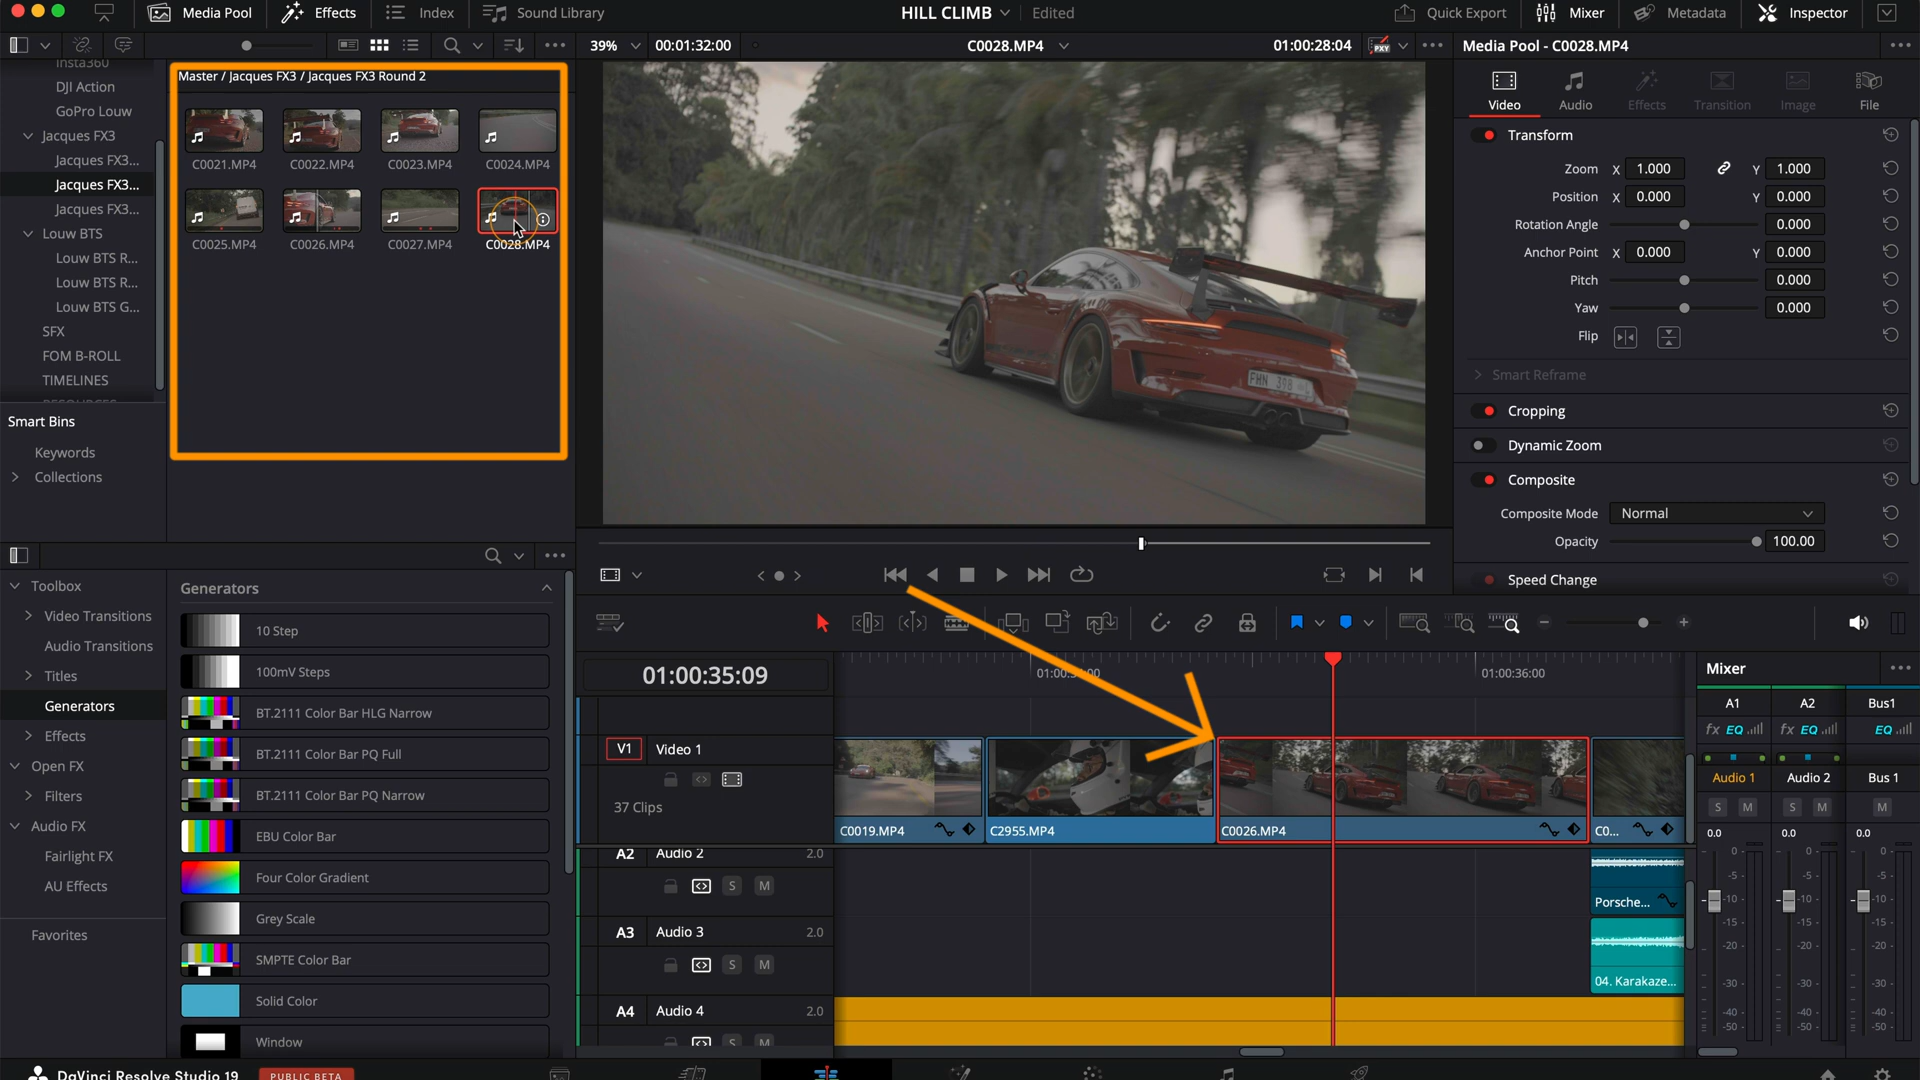 Media Pool
Effects
Index
Sound Library
HILL CLIMB
Edited
Quick Export
Mixer
Metadata
Inspector
39%
00:01:32:00
C0028.MP4
01:00:28:04
Media Pool - C0028.MP4
Insta360
DJI Action
GoPro Louw
Jacques FX3
Jacques FX3...
Jacques FX3...
Jacques FX3...
Louw BTS
Louw BTS R...
Louw BTS R...
Louw BTS G...
SFX
FOM B-ROLL
TIMELINES
Smart Bins
Keywords
Collections
Master / Jacques FX3 / Jacques FX3 Round 2
C0021.MP4
C0022.MP4
C0023.MP4
C0024.MP4
C0025.MP4
C0026.MP4
C0027.MP4
C0028.MP4
Video
Audio
Effects
Transition
Image
File
Transform
Zoom X 1.000 Y 1.000
Position X 0.000 Y 0.000
Rotation Angle 0.000
Anchor Point X 0.000 Y 0.000
Pitch 0.000
Yaw 0.000
Flip
Smart Reframe
Cropping
Dynamic Zoom
Composite
Composite Mode Normal
Opacity 100.00
Speed Change
Toolbox
Video Transitions
Audio Transitions
Titles
Generators
Effects
Open FX
Filters
Audio FX
Fairlight FX
AU Effects
Favorites
Generators
10 Step
100mV Steps
BT.2111 Color Bar HLG Narrow
BT.2111 Color Bar PQ Full
BT.2111 Color Bar PQ Narrow
EBU Color Bar
Four Color Gradient
Grey Scale
SMPTE Color Bar
Solid Color
Window
01:00:35:09
01:00:36:00
V1 Video 1
37 Clips
C0019.MP4
C2955.MP4
C0026.MP4
C0...
A2 Audio 2 2.0
S M
Porsche...
A3 Audio 3 2.0
S M
04. Karakaze...
A4 Audio 4 2.0
S M
Mixer
A1 A2 Bus1
fx EQ fx EQ EQ
Audio 1 Audio 2 Bus 1
S M S M M
0.0 0.0 0.0
0 0 0
-5 -5 -5
-10 -10 -10
-15 -15 -15
-20 -20 -20
-30 -30 -30
-40 -40 -40
-50 -50 -50
DaVinci Resolve Studio 19
PUBLIC BETA